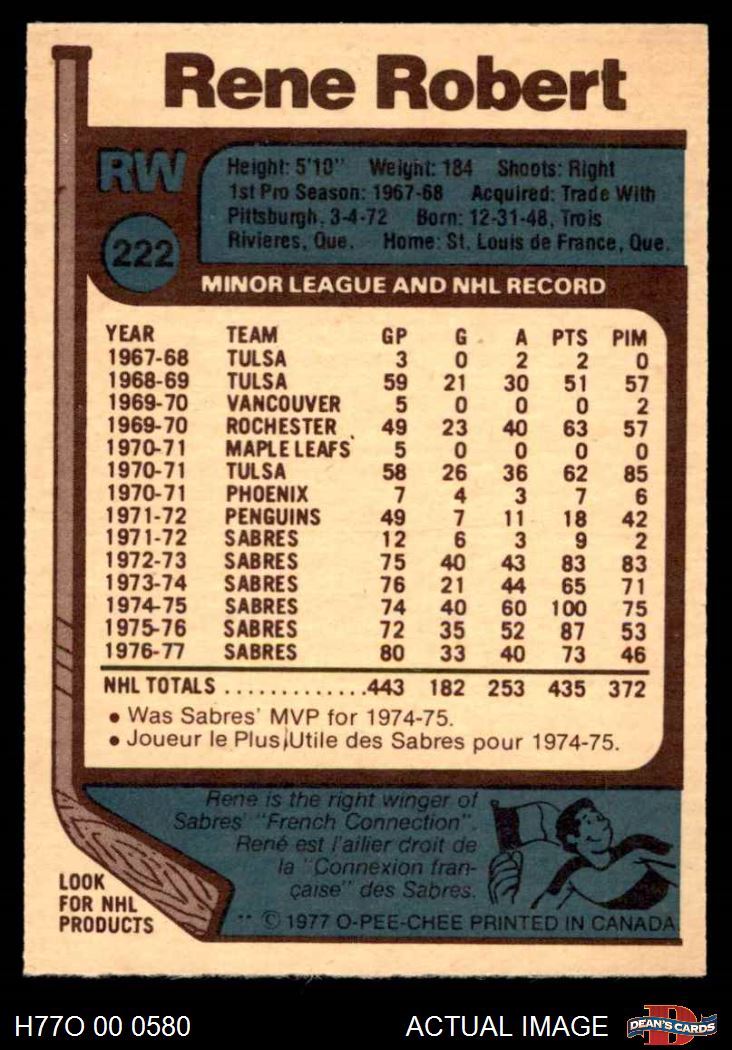 Rene Robert
RW
222
Height: 5'10" Weight: 184 Shoots: Right
1st Pro Season: 1967-68 Acquired: Trade With
Pittsburgh, 3-4-72 Born: 12-31-48, Trois
Rivieres, Que. Home: St. Louis de France, Que.
MINOR LEAGUE AND NHL RECORD
YEAR TEAM GP G A PTS PIM
1967-68 TULSA 3 0 2 2 0
1968-69 TULSA 59 21 30 51 57
1969-70 VANCOUVER 5 0 0 0 2
1969-70 ROCHESTER 49 23 40 63 57
1970-71 MAPLE LEAFS 5 0 0 0 0
1970-71 TULSA 58 26 36 62 85
1970-71 PHOENIX 7 4 3 7 6
1971-72 PENGUINS 49 7 11 18 42
1971-72 SABRES 12 6 3 9 2
1972-73 SABRES 75 40 43 83 83
1973-74 SABRES 76 21 44 65 71
1974-75 SABRES 74 40 60 100 75
1975-76 SABRES 72 35 52 87 53
1976-77 SABRES 80 33 40 73 46
NHL TOTALS .............443 182 253 435 372
• Was Sabres' MVP for 1974-75.
• Joueur le Plus Utile des Sabres pour 1974-75.
Rene is the right winger of
Sabres' "French Connection".
René est l'ailier droit de
la "Connexion fran-
çaise" des Sabres.
LOOK
FOR NHL
PRODUCTS
** © 1977 O-PEE-CHEE PRINTED IN CANADA
H77O 00 0580
ACTUAL IMAGE
D
DEAN'S CARDS